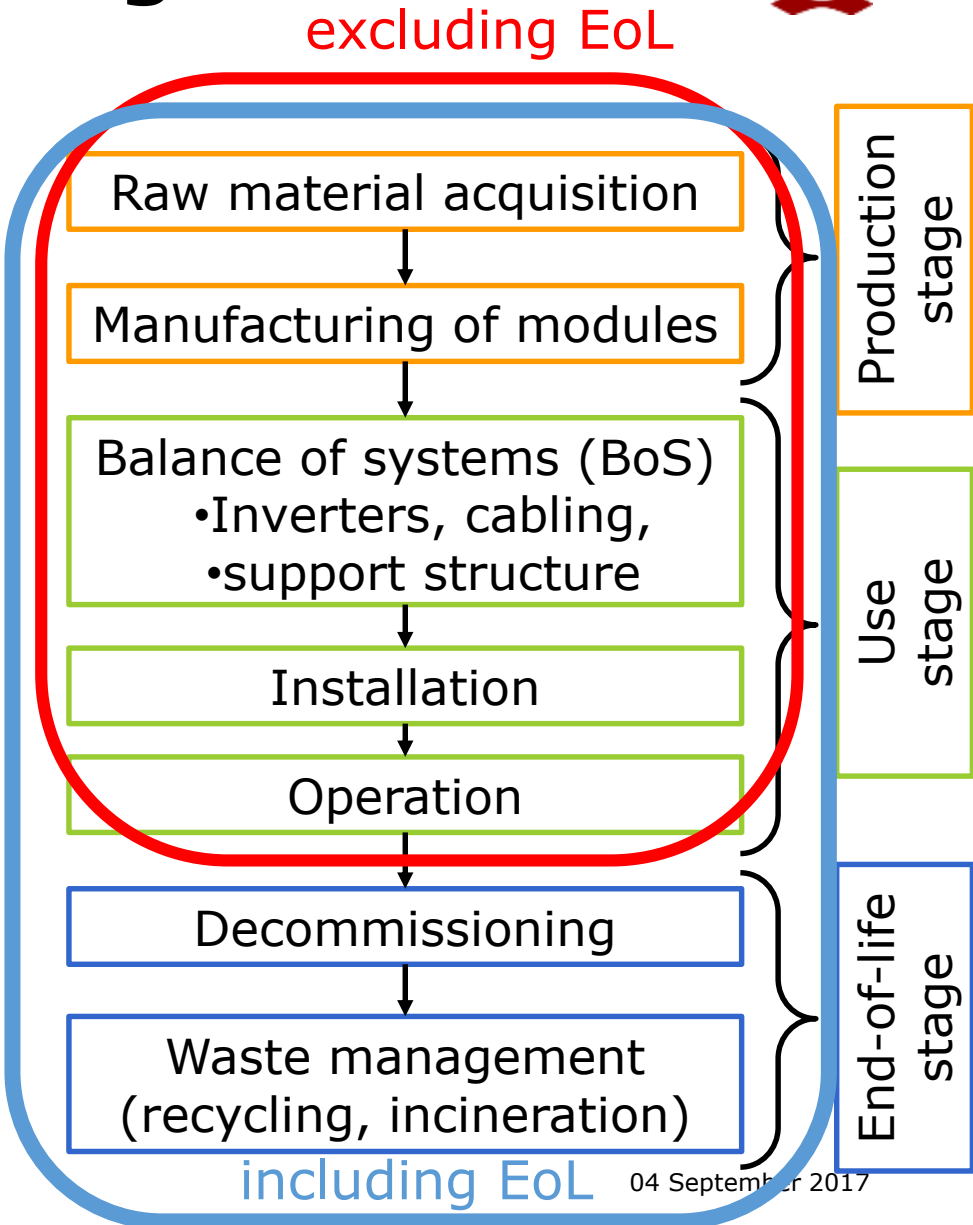 excluding EoL
Raw material acquisition
Manufacturing of modules
Balance of systems (BoS)
•Inverters, cabling,
•support structure
Installation
Operation
Decommissioning
Waste management
(recycling, incineration)
including EoL
Production
stage
Use
stage
End-of-life
stage
04 September 2017